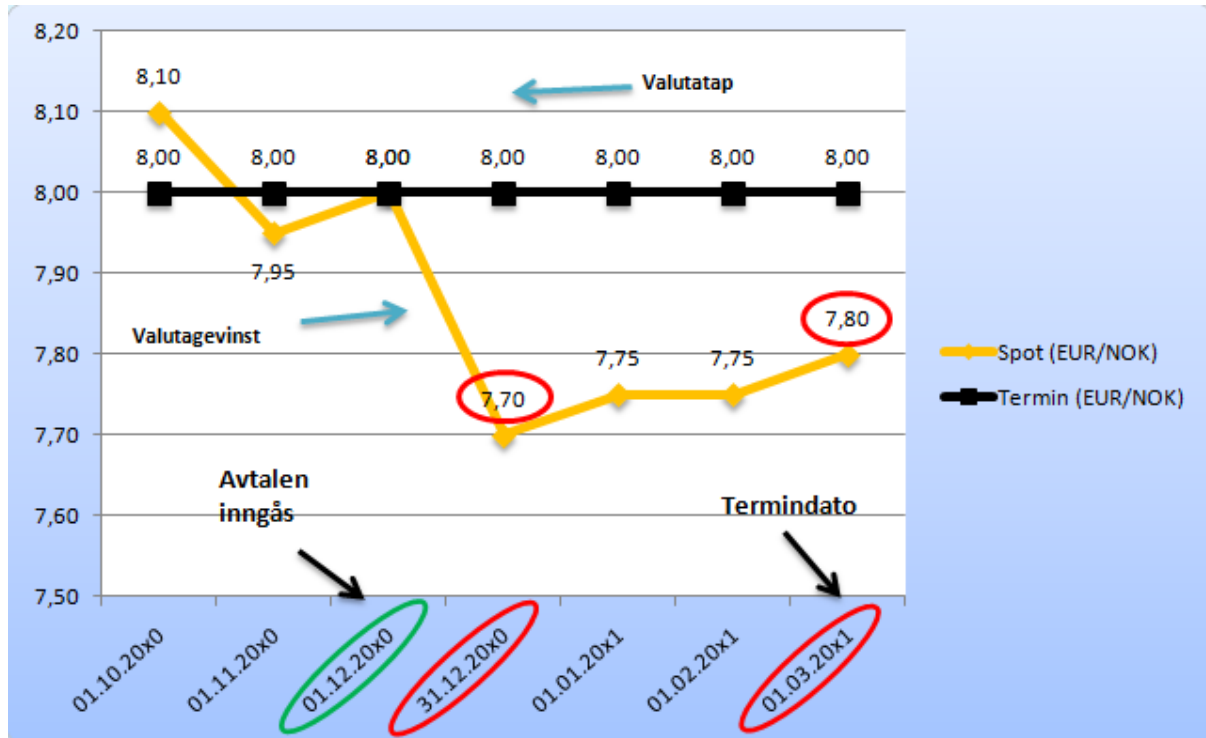 8,20
8,10
8,00
7,90
7,80
7,70
7,60
7,50
8,10
Valutatap
8,00
8,00
8,00
8,00
8,00
8,00
8,00
7,95
Valutagevinst
7,70
7,75
7,75
7,80
Spot (EUR/NOK)
Termin (EUR/NOK)
Avtalen
inngås
Termindato
01.10.20x0
01.11.20x0
01.12.20x0
31.12.20x0
01.01.20x1
01.02.20x1
01.03.20x1